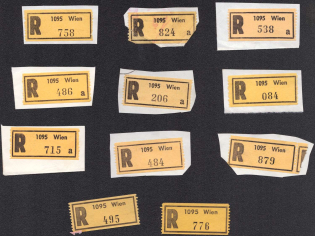 R 1095 Wien
758
R 1095 Wien
824 a
R 1095 Wien
538 a
R 1095 Wien
486 a
R 1095 Wien
206 a
R 1095 Wien
084
R 1095 Wien
715 a
R 1095 Wien
484
R 1095 Wien
879
R 1095 Wien
495
R 1095 Wien
776